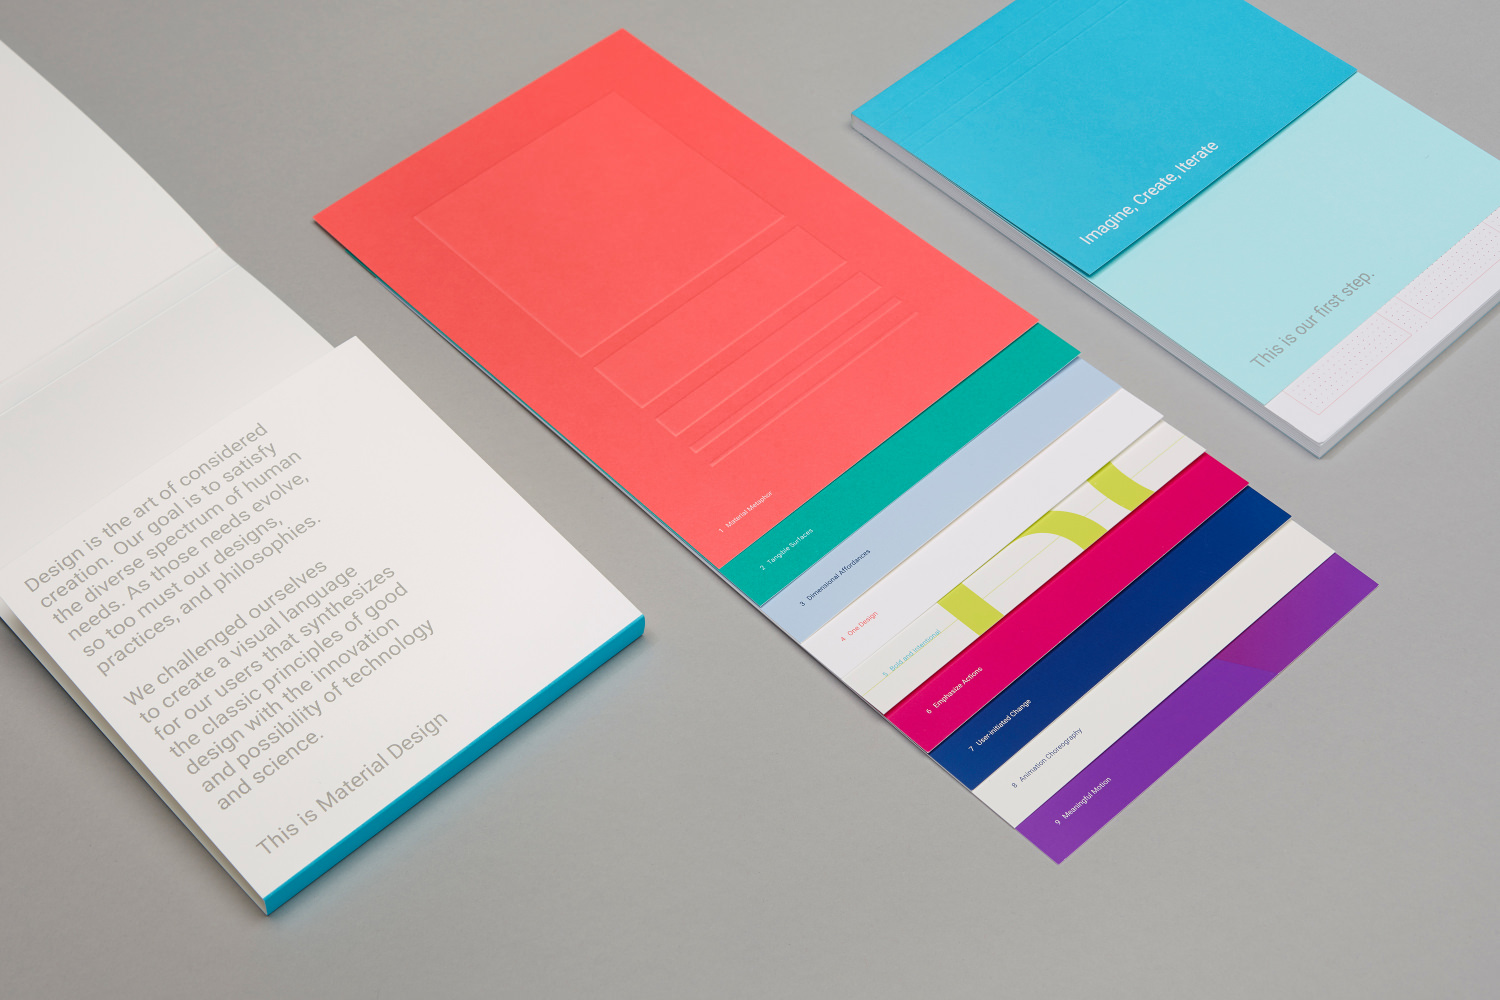 Design is the art of considered
creation. Our goal is to satisfy
the diverse spectrum of human
needs. As those needs evolve,
so too must our designs,
practices, and philosophies.
We challenged ourselves
to create a visual language
for our users that synthesizes
the classic principles of good
design with the innovation
and possibility of technology
and science.
This is Material Design
1 Material Metaphor
2 Tangible Surfaces
3 Dimensional Affordances
4 One Design
5 Bold and Intentional
6 Emphasize Actions
7 User-initiated Change
8 Animation Choreography
9 Meaningful Motion
Imagine, Create, Iterate
This is our first step.